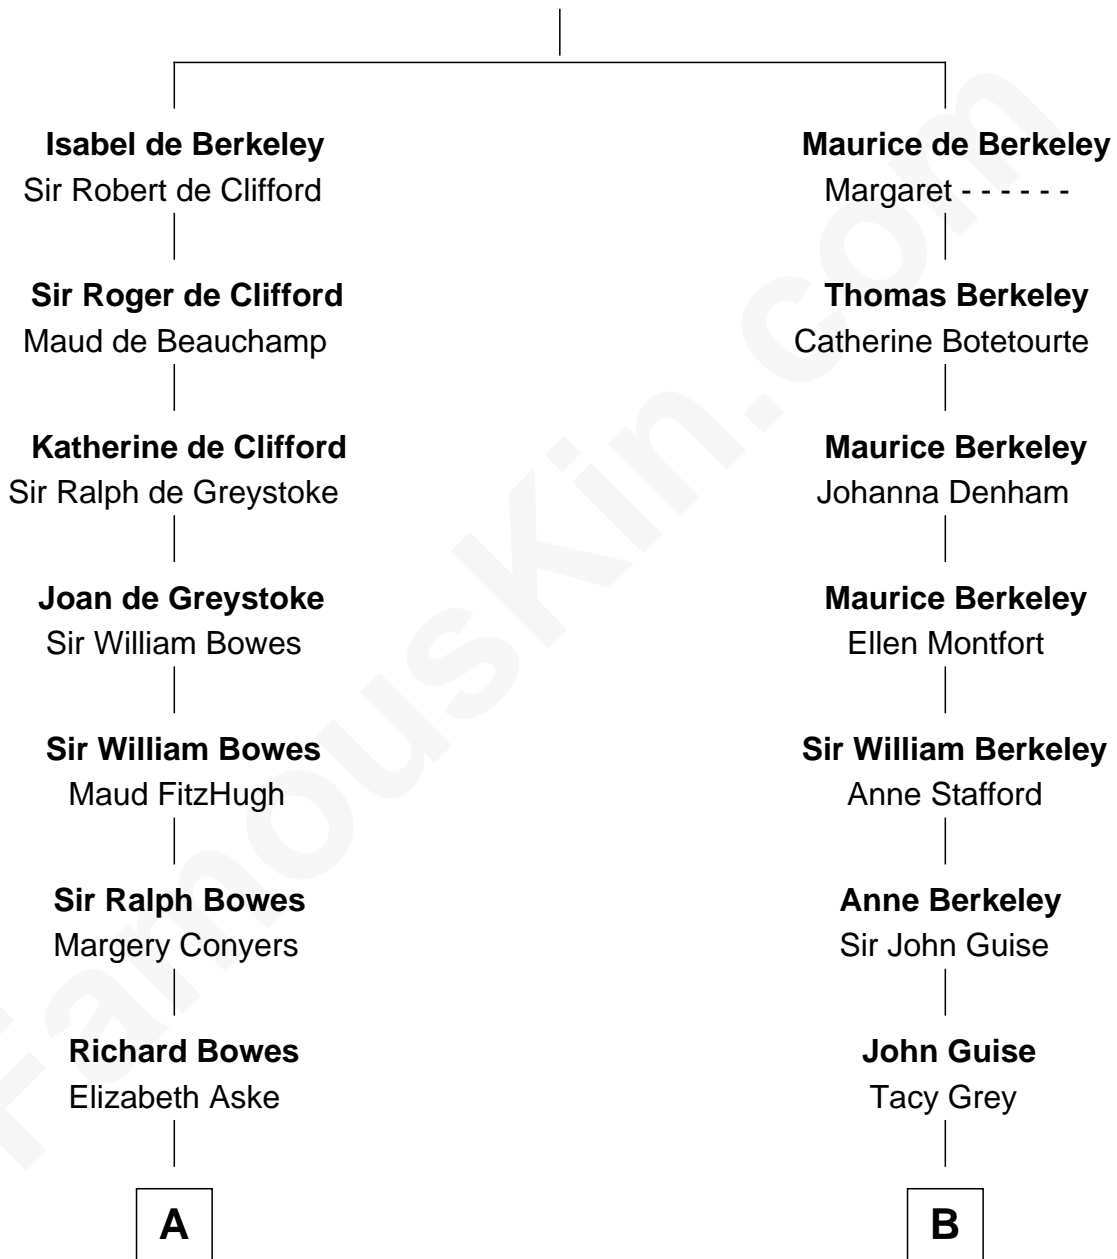 Isabel de Berkeley
Sir Robert de Clifford
Sir Roger de Clifford
Maud de Beauchamp
Katherine de Clifford
Sir Ralph de Greystoke
Joan de Greystoke
Sir William Bowes
Sir William Bowes
Maud FitzHugh
Sir Ralph Bowes
Margery Conyers
Richard Bowes
Elizabeth Aske
A
Maurice de Berkeley
Margaret - - - - - -
Thomas Berkeley
Catherine Botetourte
Maurice Berkeley
Johanna Denham
Maurice Berkeley
Ellen Montfort
Sir William Berkeley
Anne Stafford
Anne Berkeley
Sir John Guise
John Guise
Tacy Grey
B
FamousKin.com